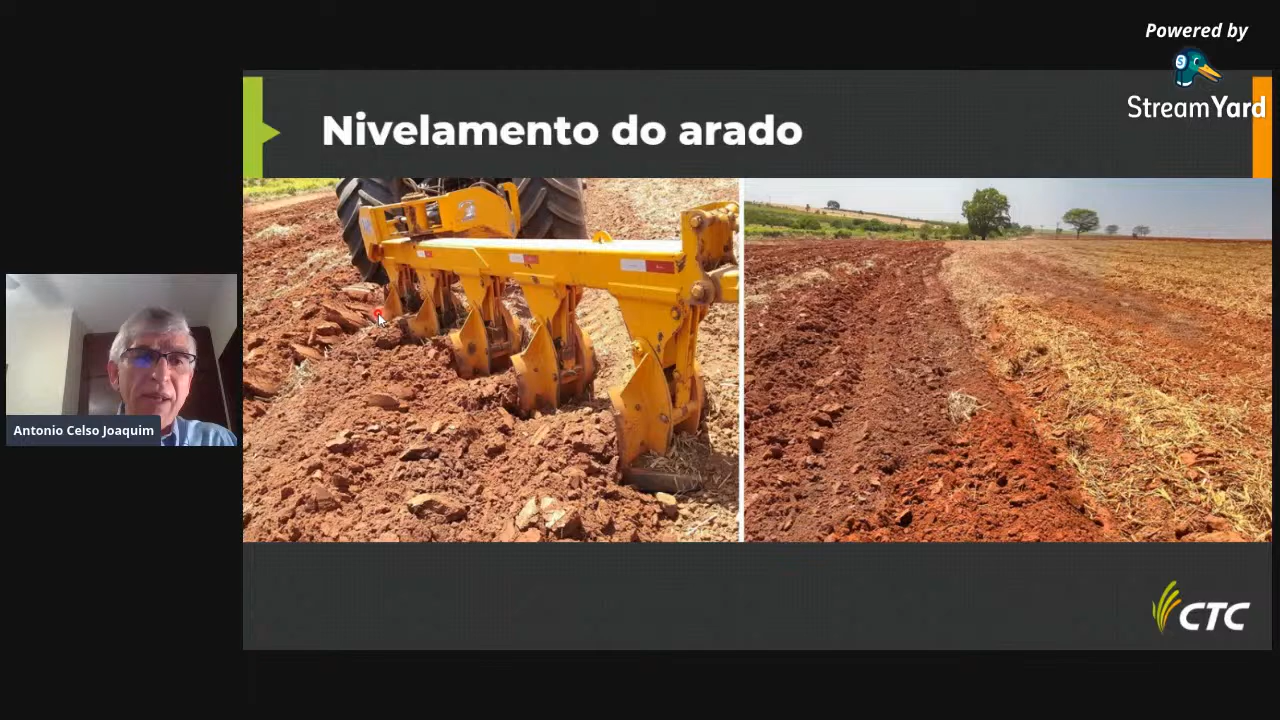 Powered by
StreamYard
Nivelamento do arado
Antonio Celso Joaquim
CTC